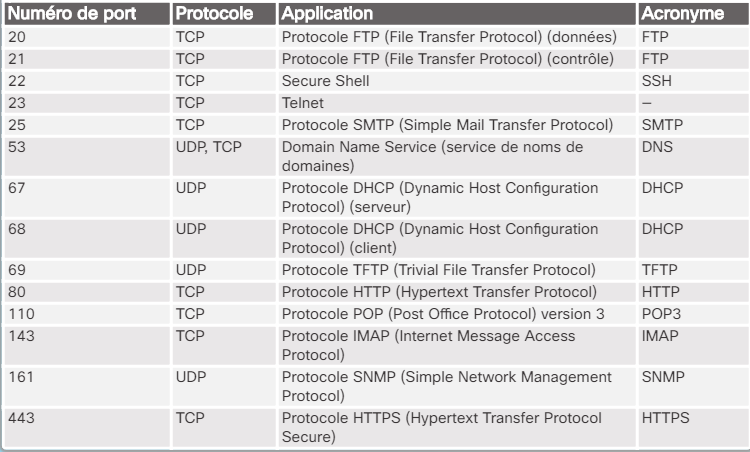 Numéro de port Protocole Application Acronyme
20 TCP Protocole FTP (File Transfer Protocol) (données) FTP
21 TCP Protocole FTP (File Transfer Protocol) (contrôle) FTP
22 TCP Secure Shell SSH
23 TCP Telnet –
25 TCP Protocole SMTP (Simple Mail Transfer Protocol) SMTP
53 UDP, TCP Domain Name Service (service de noms de DNS
domaines)
67 UDP Protocole DHCP (Dynamic Host Configuration DHCP
Protocol) (serveur)
68 UDP Protocole DHCP (Dynamic Host Configuration DHCP
Protocol) (client)
69 UDP Protocole TFTP (Trivial File Transfer Protocol) TFTP
80 TCP Protocole HTTP (Hypertext Transfer Protocol) HTTP
110 TCP Protocole POP (Post Office Protocol) version 3 POP3
143 TCP Protocole IMAP (Internet Message Access IMAP
Protocol)
161 UDP Protocole SNMP (Simple Network Management SNMP
Protocol)
443 TCP Protocole HTTPS (Hypertext Transfer Protocol HTTPS
Secure)